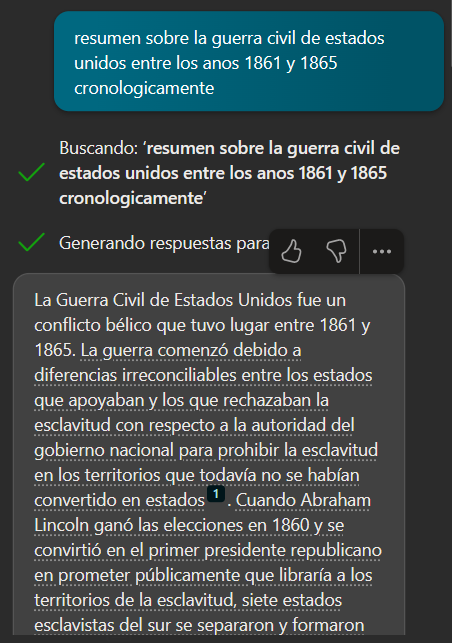 resumen sobre la guerra civil de estados
unidos entre los anos 1861 y 1865
cronologicamente
Buscando: 'resumen sobre la guerra civil de
estados unidos entre los anos 1861 y 1865
cronologicamente'
Generando respuestas para
La Guerra Civil de Estados Unidos fue un
conflicto bélico que tuvo lugar entre 1861 y
1865. La guerra comenzó debido a
diferencias irreconciliables entre los estados
que apoyaban y los que rechazaban la
esclavitud con respecto a la autoridad del
gobierno nacional para prohibir la esclavitud
en los territorios que todavía no se habían
convertido en estados 1 . Cuando Abraham
Lincoln ganó las elecciones en 1860 y se
convirtió en el primer presidente republicano
en prometer públicamente que libraría a los
territorios de la esclavitud, siete estados
esclavistas del sur se separaron y formaron